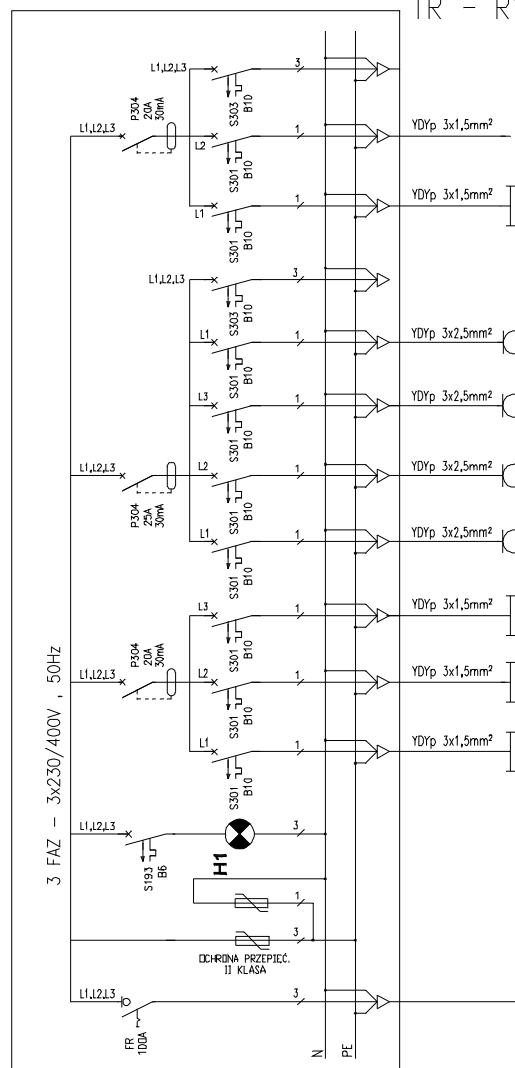 TR - R
L1,L2,L3
3
S303
B10
P304
20A
30mA
L1,L2,L3
L2
1
YDYp 3x1,5mm²
S301
B10
L1
1
YDYp 3x1,5mm²
S301
B10
L1,L2,L3
3
S303
B10
L1
1
YDYp 3x2,5mm²
S301
B10
L3
1
YDYp 3x2,5mm²
S301
B10
L1,L2,L3
L2
1
YDYp 3x2,5mm²
P304
25A
30mA
S301
B10
L1
1
YDYp 3x2,5mm²
S301
B10
L3
1
YDYp 3x1,5mm²
S301
B10
P304
20A
30mA
L1,L2,L3
L2
1
YDYp 3x1,5mm²
S301
B10
L1
1
YDYp 3x1,5mm²
S301
B10
3 FAZ - 3x230/400V , 50Hz
L1,L2,L3
3
S193
B6
H1
1
3
OCHRONA PRZEPIĘĆ.
II KLASA
L1,L2,L3
3
FR
100A
N
PE